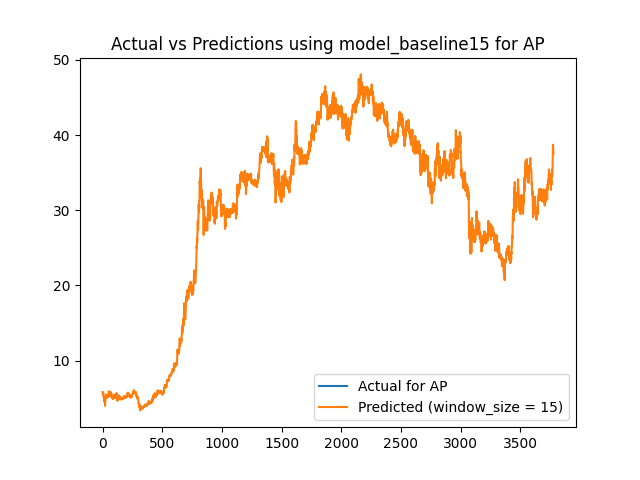 Actual vs Predictions using model_baseline15 for AP
50
40
30
20
10
Actual for AP
Predicted (window_size = 15)
0 500 1000 1500 2000 2500 3000 3500